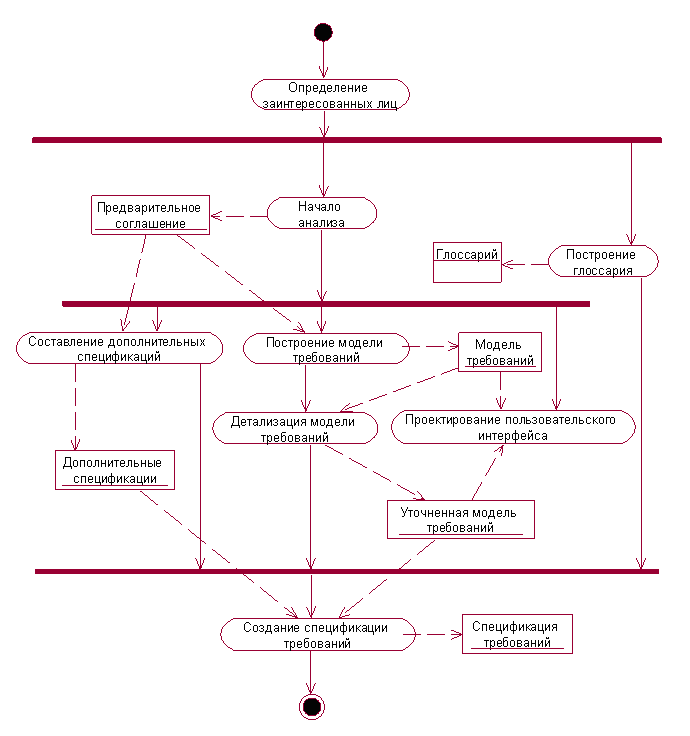 Определение
заинтересованных лиц
Предварительное
соглашение
Начало
анализа
Глоссарий
Построение
глоссария
Составление дополнительных
спецификаций
Построение модели
требований
Модель
требований
Детализация модели
требований
Проектирование пользовательского
интерфейса
Дополнительные
спецификации
Уточненная модель
требований
Создание спецификации
требований
Спецификация
требований